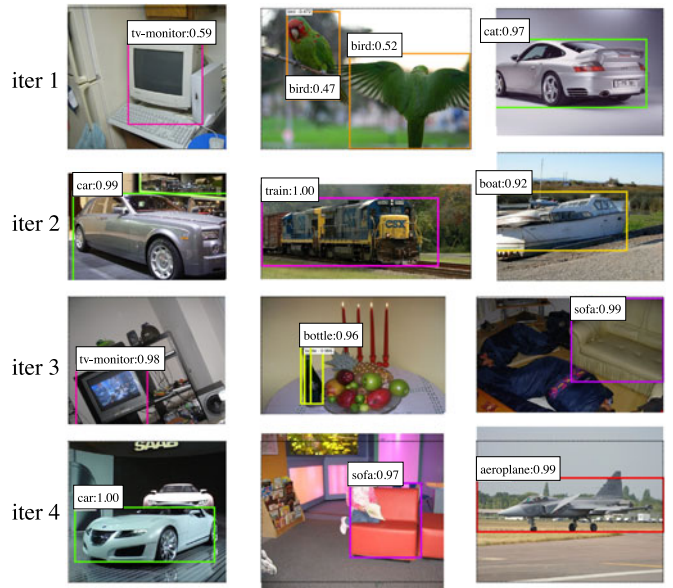 iter 1
tv-monitor:0.59
bird:0.52
bird:0.47
cat:0.97
iter 2
car:0.99
train:1.00
boat:0.92
iter 3
tv-monitor:0.98
bottle:0.96
sofa:0.99
iter 4
SAAB
car:1.00
sofa:0.97
aeroplane:0.99